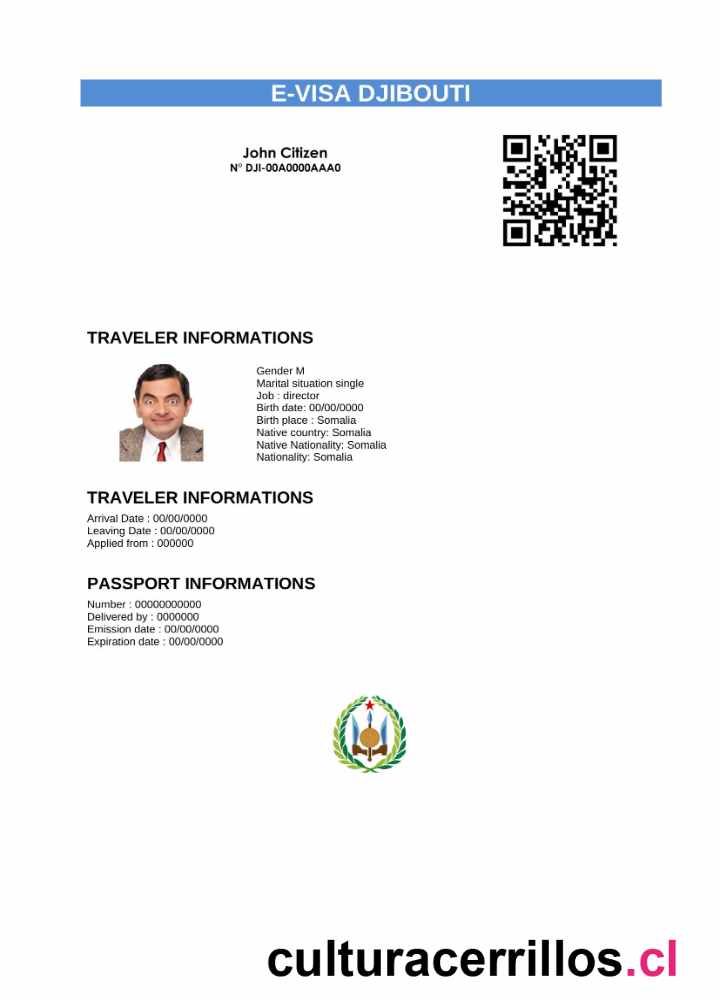 E-VISA DJIBOUTI
John Citizen
N° DJI-00A0000AAA0
TRAVELER INFORMATIONS
Gender M
Marital situation single
Job : director
Birth date: 00/00/0000
Birth place : Somalia
Native country: Somalia
Native Nationality: Somalia
Nationality: Somalia
TRAVELER INFORMATIONS
Arrival Date : 00/00/0000
Leaving Date : 00/00/0000
Applied from : 000000
PASSPORT INFORMATIONS
Number : 00000000000
Delivered by : 0000000
Emission date : 00/00/0000
Expiration date : 00/00/0000
culturacerrillos.cl